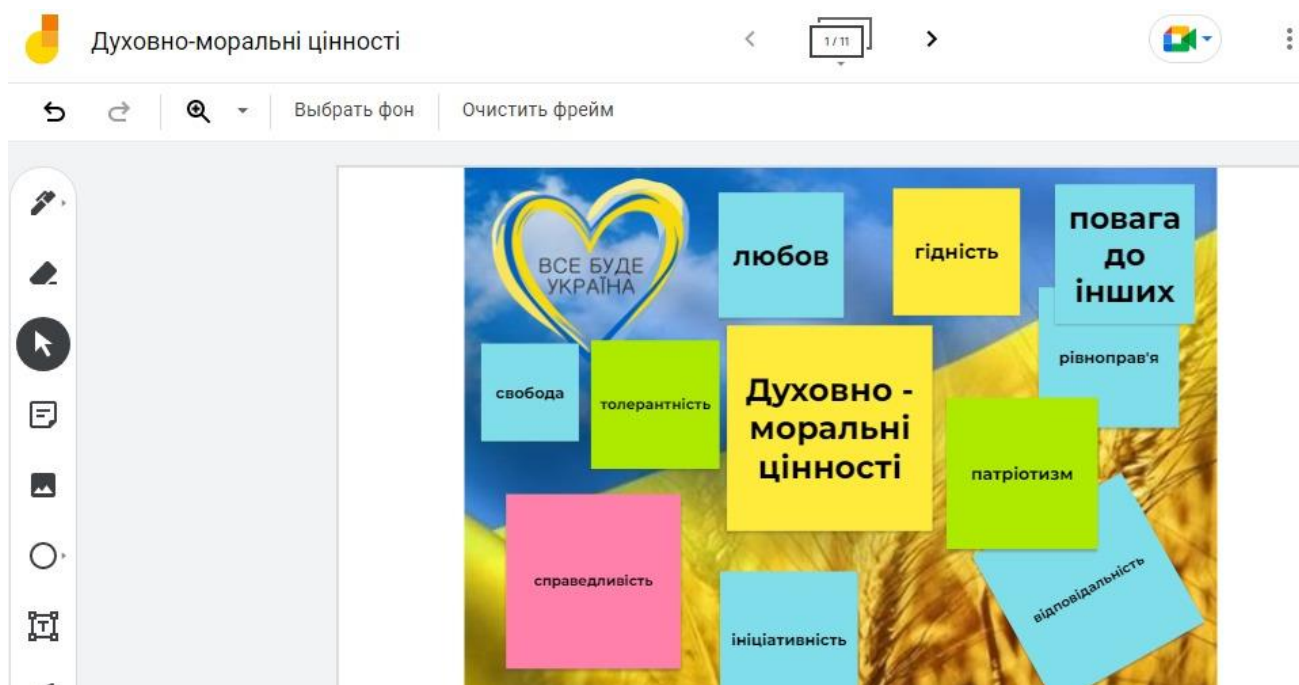 Духовно-моральні цінності
1 / 11
Выбрать фон
Очистить фрейм
ВСЕ БУДЕ
УКРАЇНА
любов
гідність
повага
до
інших
рівноправ'я
свобода
толерантність
Духовно -
моральні
цінності
патріотизм
справедливість
ініціативність
відповідальність